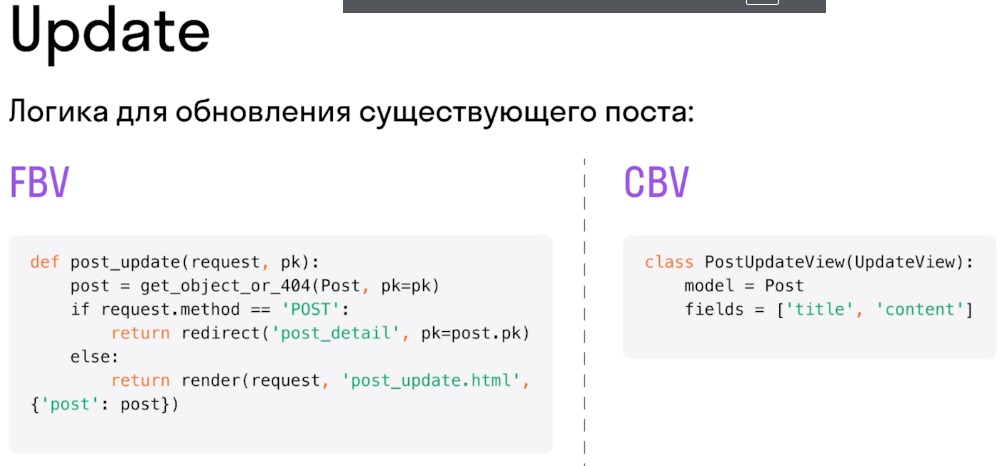 Update
Логика для обновления существующего поста:
FBV
def post_update(request, pk):
    post = get_object_or_404(Post, pk=pk)
    if request.method == 'POST':
        return redirect('post_detail', pk=post.pk)
    else:
        return render(request, 'post_update.html',
{'post': post})
CBV
class PostUpdateView(UpdateView):
    model = Post
    fields = ['title', 'content']